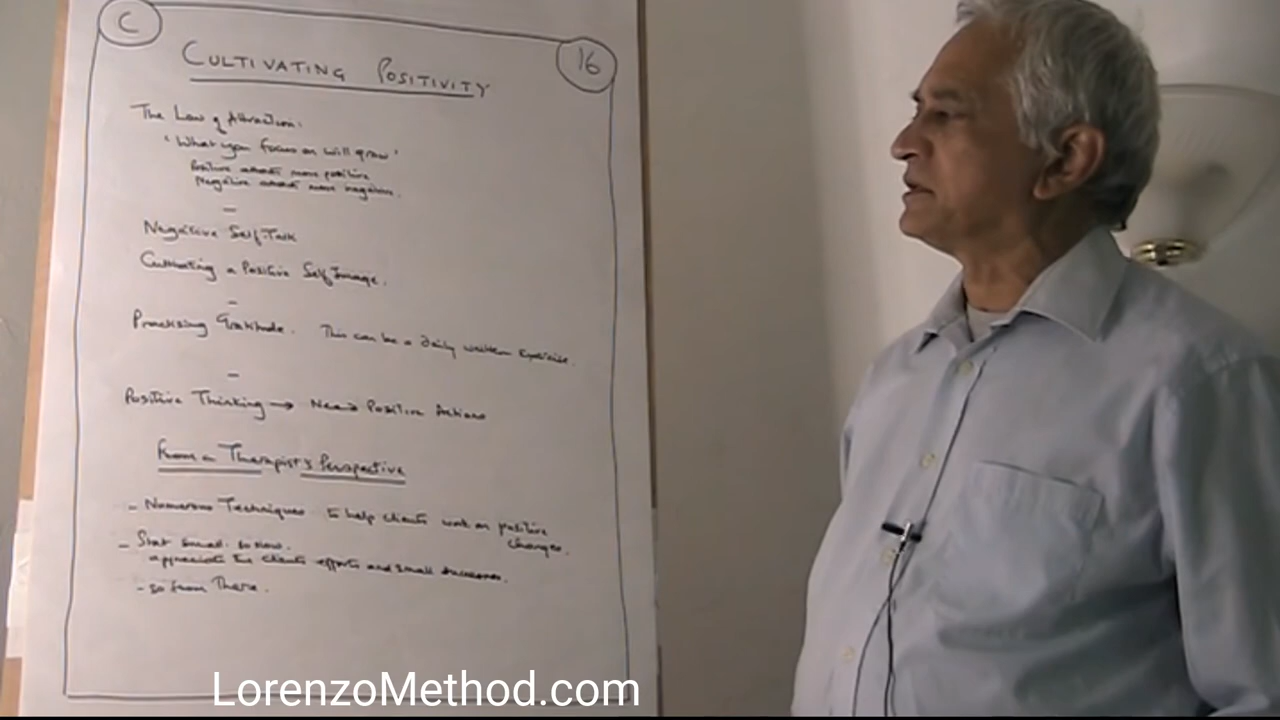 C
16
CULTIVATING POSITIVITY
The Law of Attraction:
'What you focus on will grow'
Positive attracts more positive
Negative attracts more negative.
–
Negative Self-Talk
Cultivating a Positive Self Image.
–
Practising Gratitude. This can be a daily written Exercise.
–
Positive Thinking → Need Positive Actions
From a Therapist's Perspective
- Numerous Techniques to help clients work on positive
changes.
- Start small. Go slow.
appreciate the clients efforts and small successes.
- Go from There.
LorenzoMethod.com